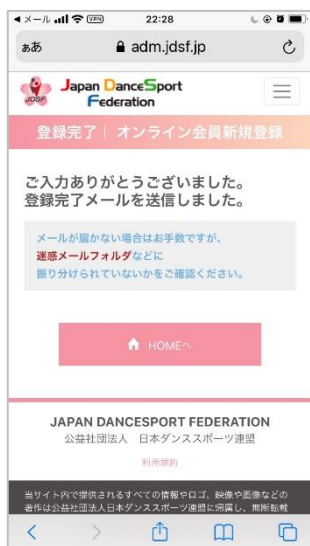 メール VPN 22:28
ああ adm.jdsf.jp
JDSF
Japan DanceSport
Federation
登録完了｜ オンライン会員新規登録
ご入力ありがとうございました。
登録完了メールを送信しました。
メールが届かない場合はお手数ですが、
迷惑メールフォルダなどに
振り分けられていないかをご確認ください。
HOMEへ
JAPAN DANCESPORT FEDERATION
公益社団法人　日本ダンススポーツ連盟
利用規約
当サイト内で提供されるすべての情報やロゴ、映像や画像などの
著作は公益社団法人日本ダンススポーツ連盟に帰属し、無断転載